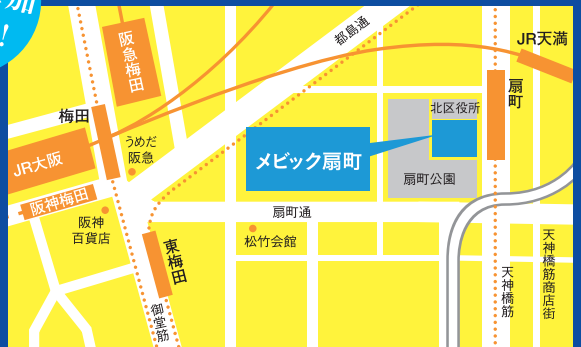 加
!
阪急梅田
都島通
JR天満
梅田
扇町
北区役所
うめだ
阪急
JR大阪
メビック扇町
扇町公園
阪神梅田
扇町通
阪神
百貨店
松竹会館
東梅田
天神橋筋商店街
天神橋筋
御堂筋